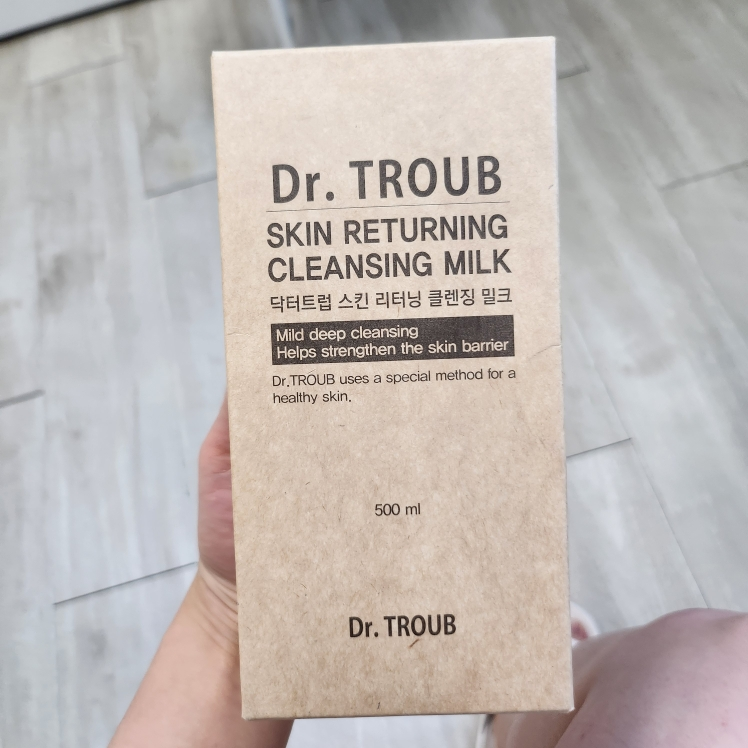 Dr. TROUB
SKIN RETURNING
CLEANSING MILK
닥터트럽 스킨 리터닝 클렌징 밀크
Mild deep cleansing
Helps strengthen the skin barrier
Dr.TROUB uses a special method for a
healthy skin.
500 ml
Dr. TROUB